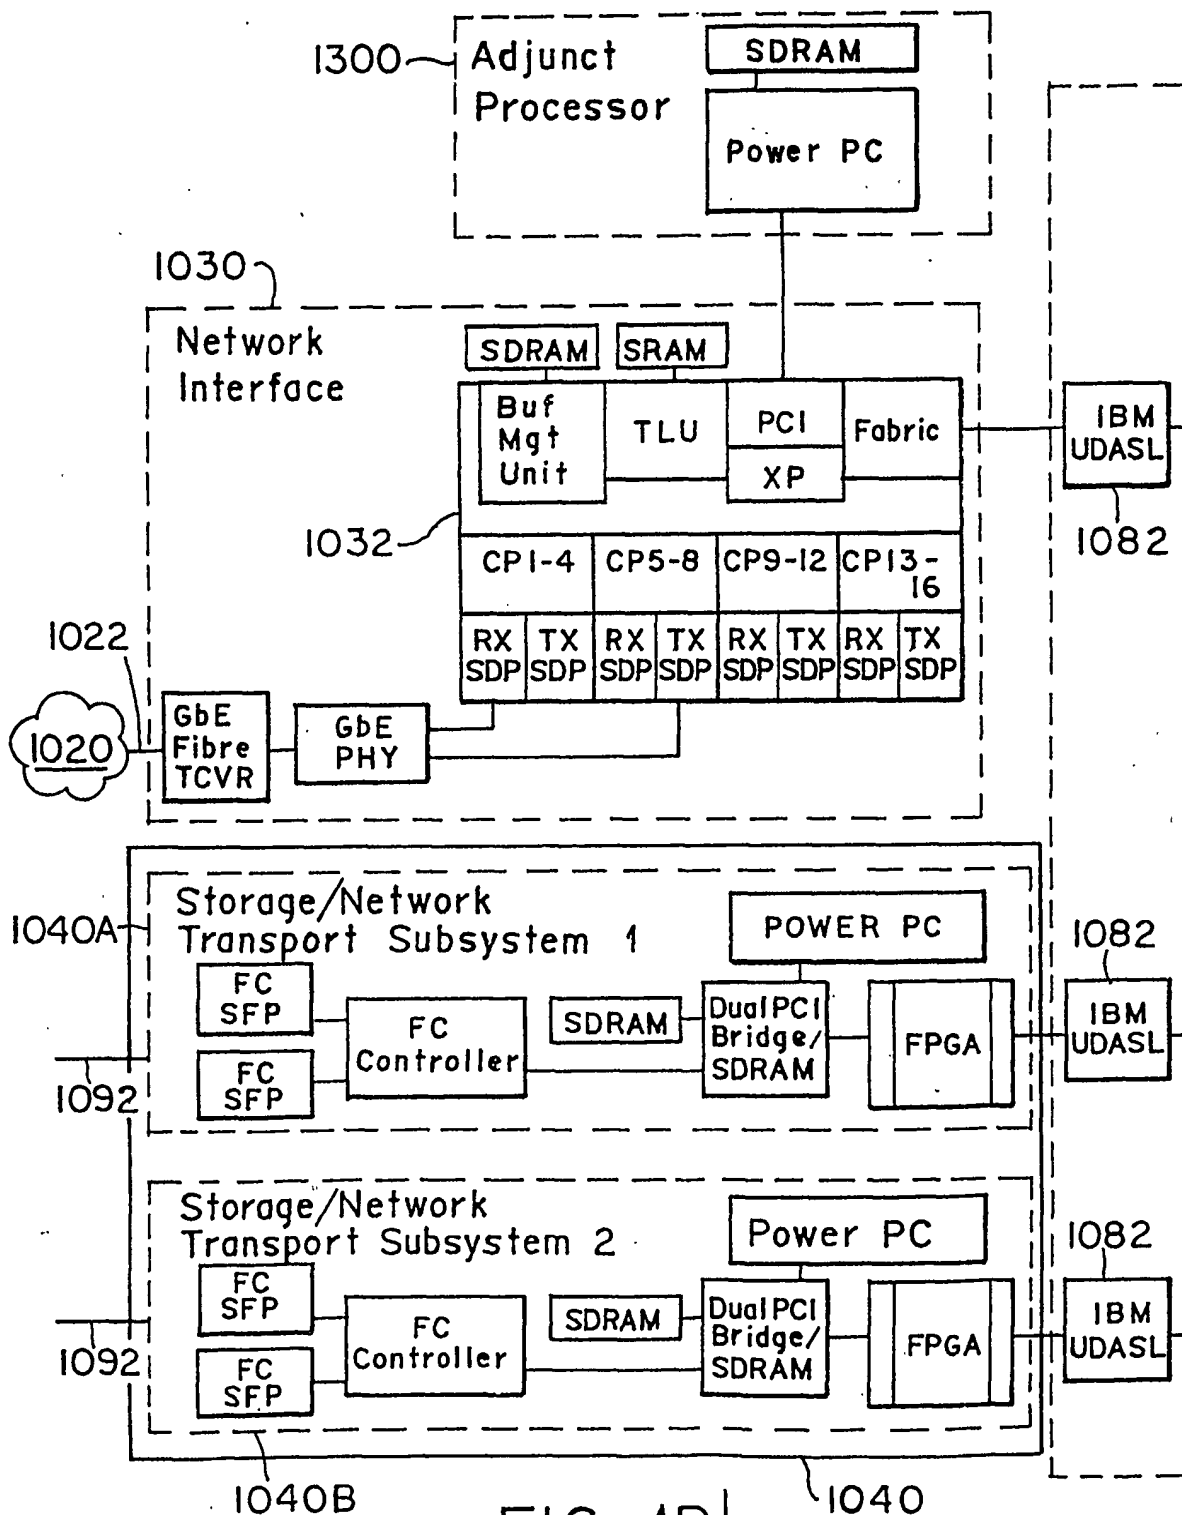 1300
Adjunct
Processor
SDRAM
Power PC
1030
Network
Interface
SDRAM
SRAM
Buf
Mgt
Unit
TLU
PCI
XP
Fabric
IBM
UDASL
1082
1032
CP1-4
CP5-8
CP9-12
CP13-
16
RX
SDP
TX
SDP
RX
SDP
TX
SDP
RX
SDP
TX
SDP
RX
SDP
TX
SDP
1022
1020
GbE
Fibre
TCVR
GbE
PHY
1040A
Storage/Network
Transport Subsystem 1
POWER PC
1082
FC
SFP
FC
SFP
FC
Controller
SDRAM
Dual PCI
Bridge/
SDRAM
FPGA
IBM
UDASL
1092
Storage/Network
Transport Subsystem 2
Power PC
1082
FC
SFP
FC
SFP
FC
Controller
SDRAM
Dual PCI
Bridge/
SDRAM
FPGA
IBM
UDASL
1092
1040B
1040